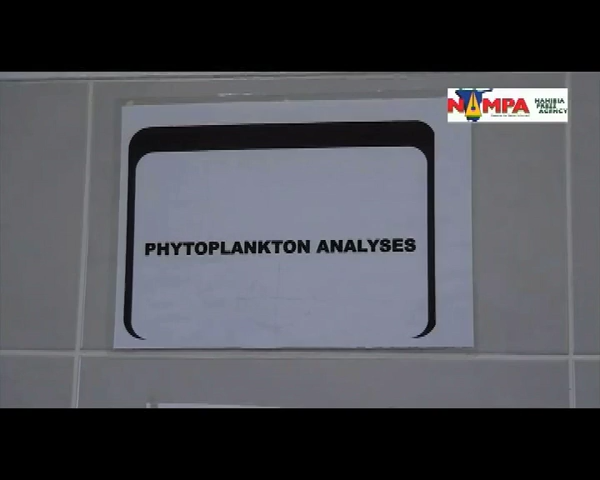 NAMPA
NAMIBIA
PRESS
AGENCY
PHYTOPLANKTON ANALYSES